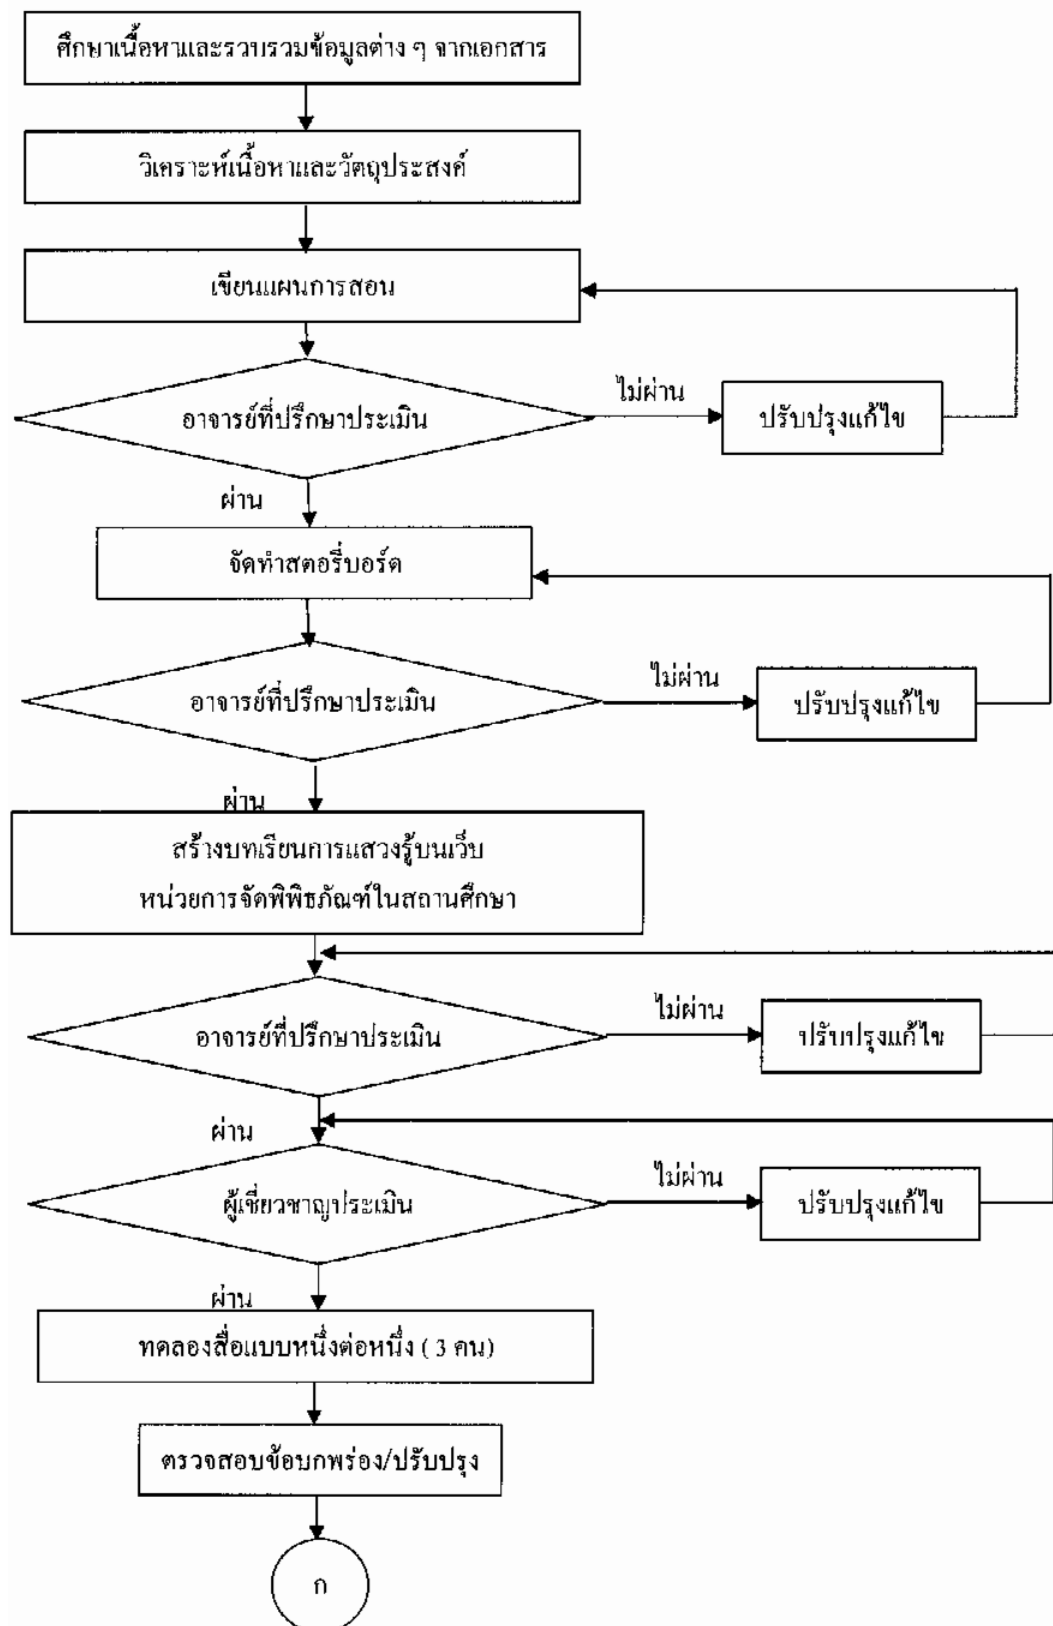 ศึกษาเนื้อหาและรวบรวมข้อมูลต่าง ๆ จากเอกสาร
วิเคราะห์เนื้อหาและวัตถุประสงค์
เขียนแผนการสอน
อาจารย์ที่ปรึกษาประเมิน
ไม่ผ่าน
ปรับปรุงแก้ไข
ผ่าน
จัดทำสตอรี่บอร์ด
อาจารย์ที่ปรึกษาประเมิน
ไม่ผ่าน
ปรับปรุงแก้ไข
ผ่าน
สร้างบทเรียนการแสวงรู้บนเว็บ
หน่วยการจัดพิพิธภัณฑ์ในสถานศึกษา
อาจารย์ที่ปรึกษาประเมิน
ไม่ผ่าน
ปรับปรุงแก้ไข
ผ่าน
ผู้เชี่ยวชาญประเมิน
ไม่ผ่าน
ปรับปรุงแก้ไข
ผ่าน
ทดลองสื่อแบบหนึ่งต่อหนึ่ง ( 3 คน)
ตรวจสอบข้อบกพร่อง/ปรับปรุง
ก